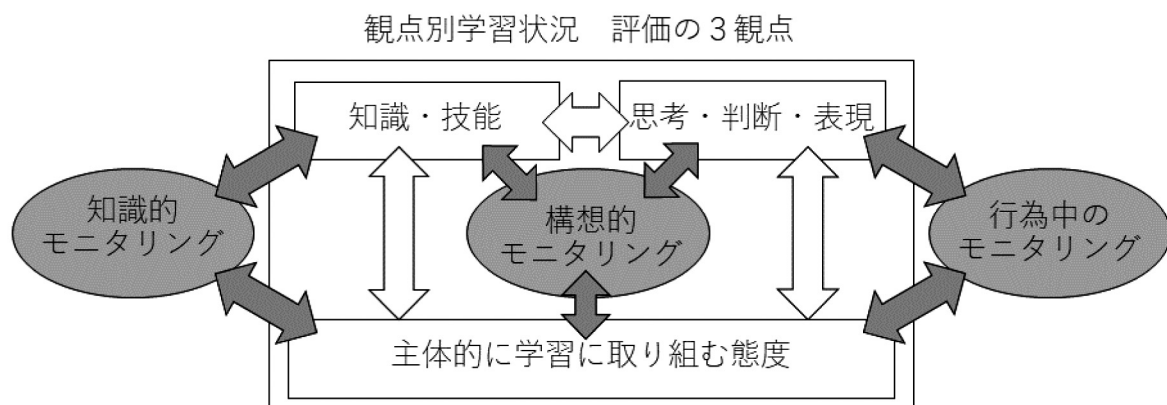 観点別学習状況　評価の３観点
知識・技能
思考・判断・表現
知識的
モニタリング
構想的
モニタリング
行為中の
モニタリング
主体的に学習に取り組む態度